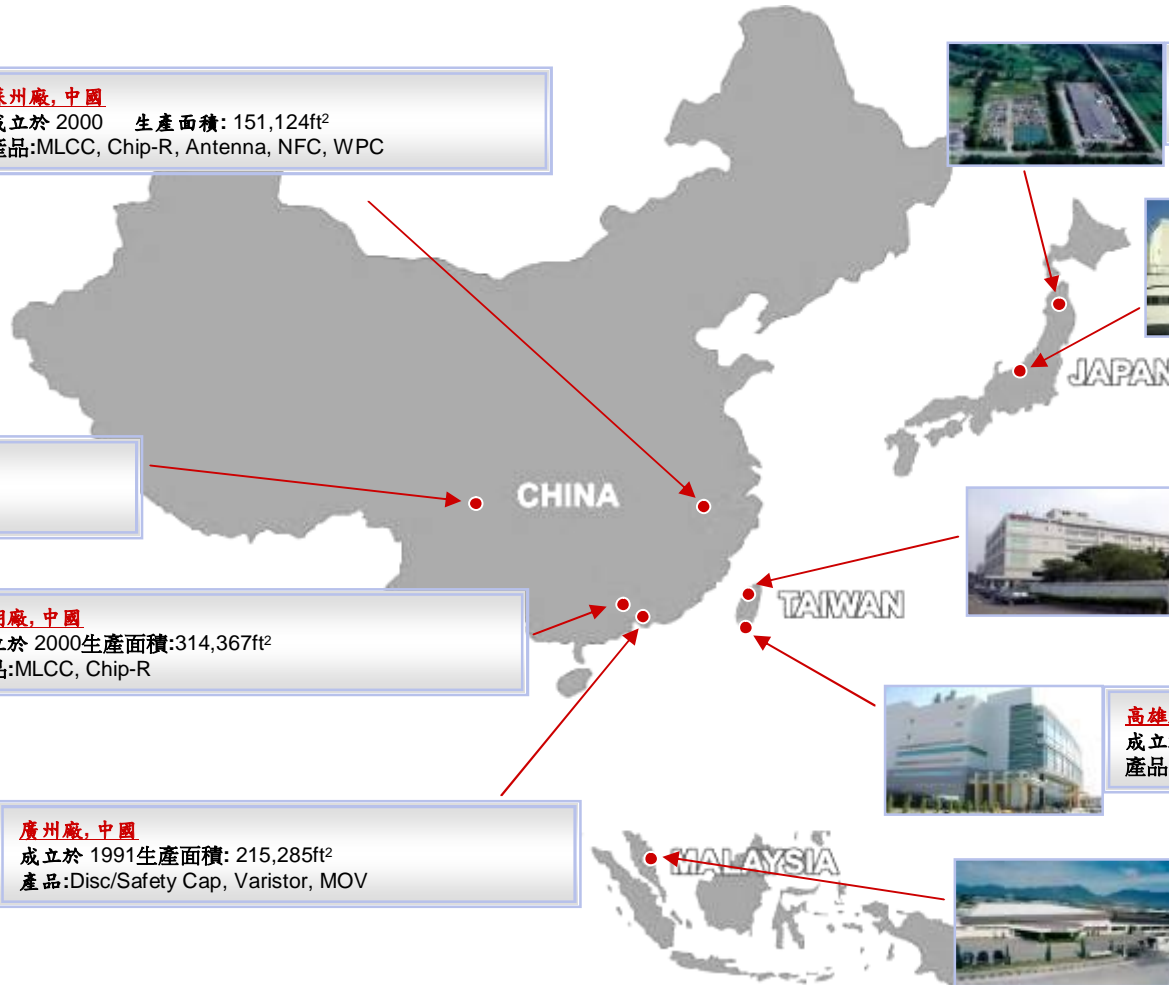 州廠, 中國
成立於 2000 生產面積: 151,124ft²
產品:MLCC, Chip-R, Antenna, NFC, WPC
JAPAN
CHINA
TAIWAN
廠, 中國
於 2000生產面積:314,367ft²
品:MLCC, Chip-R
高雄
成立
產品
廣州廠, 中國
成立於 1991生產面積: 215,285ft²
產品:Disc/Safety Cap, Varistor, MOV
MALAYSIA